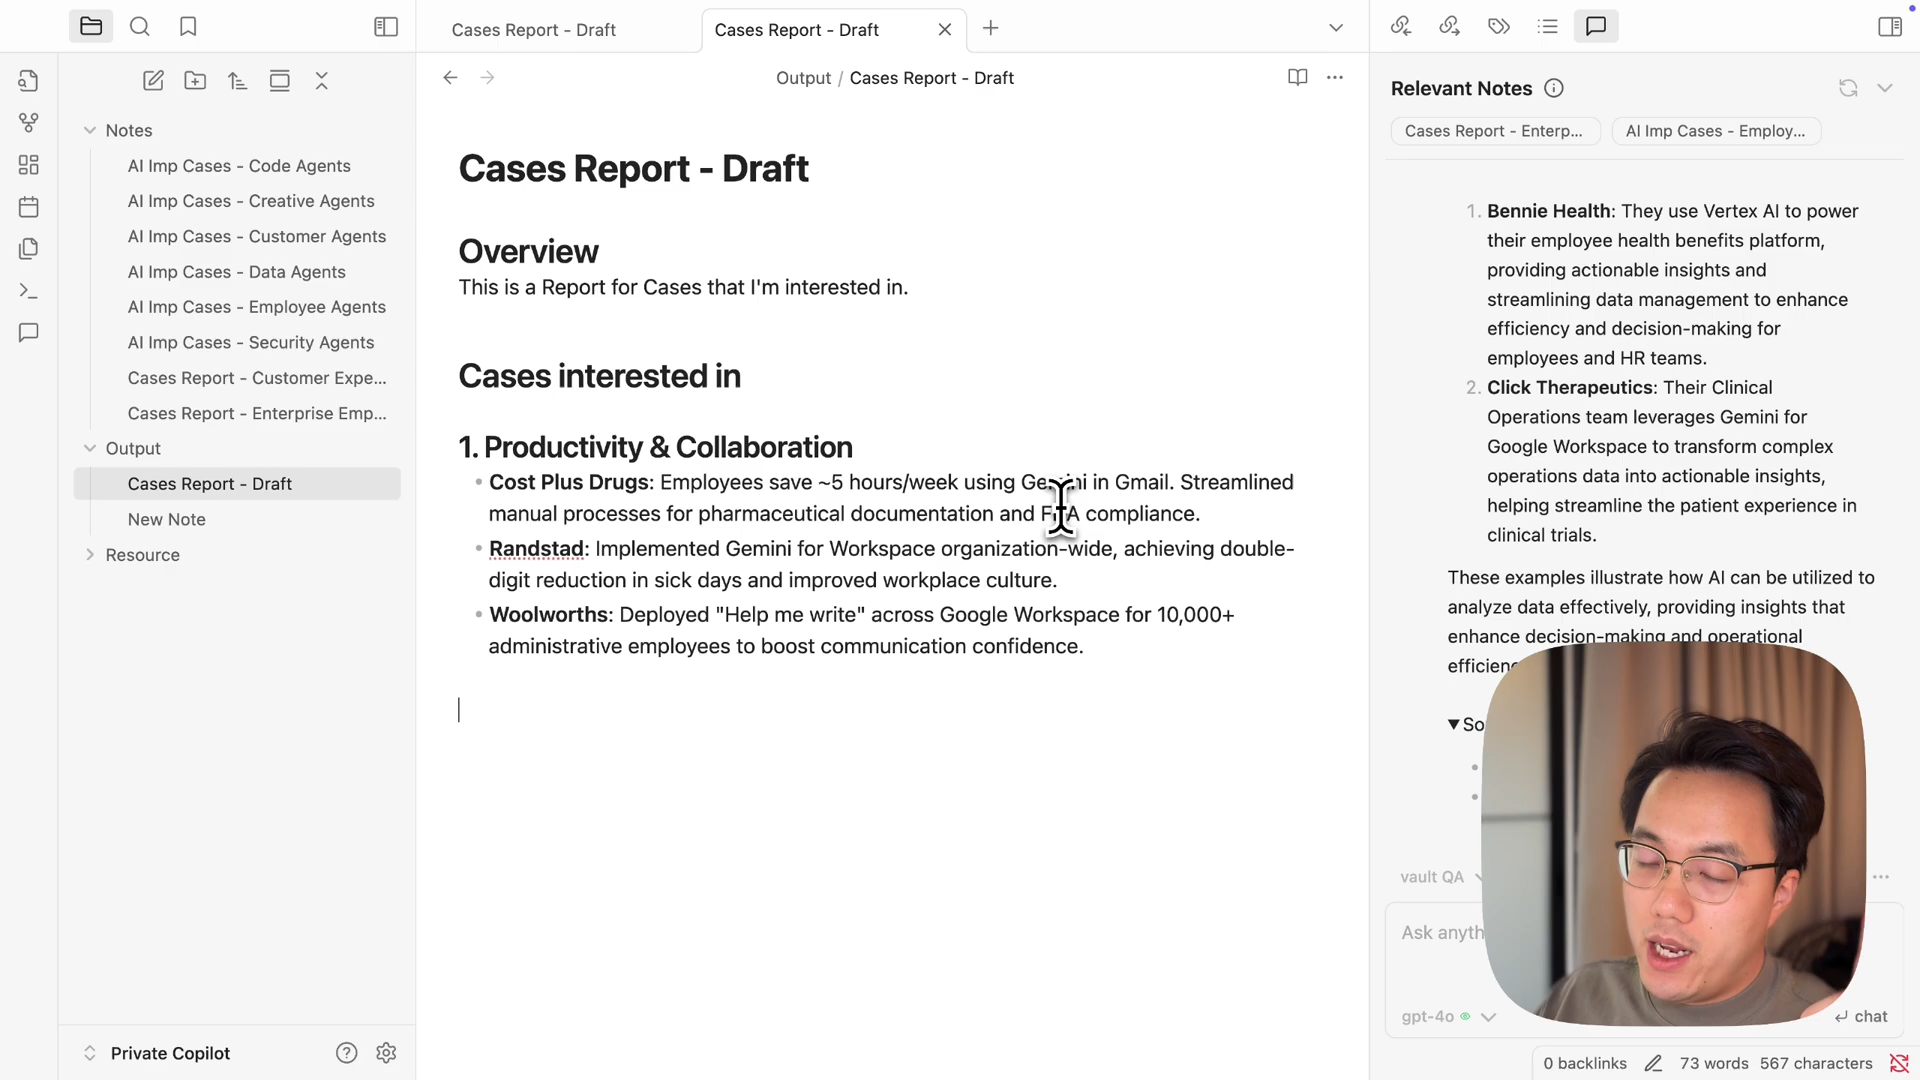 Cases Report - Draft
Cases Report - Draft
Output / Cases Report - Draft
Notes
AI Imp Cases - Code Agents
AI Imp Cases - Creative Agents
AI Imp Cases - Customer Agents
AI Imp Cases - Data Agents
AI Imp Cases - Employee Agents
AI Imp Cases - Security Agents
Cases Report - Customer Expe...
Cases Report - Enterprise Emp...
Output
Cases Report - Draft
New Note
Resource
Private Copilot
Cases Report - Draft
Overview
This is a Report for Cases that I'm interested in.
Cases interested in
1. Productivity & Collaboration
Cost Plus Drugs: Employees save ~5 hours/week using Gemini in Gmail. Streamlined
manual processes for pharmaceutical documentation and FDA compliance.
Randstad: Implemented Gemini for Workspace organization-wide, achieving double-
digit reduction in sick days and improved workplace culture.
Woolworths: Deployed "Help me write" across Google Workspace for 10,000+
administrative employees to boost communication confidence.
Relevant Notes
Cases Report - Enterp...
AI Imp Cases - Employ...
1. Bennie Health: They use Vertex AI to power
their employee health benefits platform,
providing actionable insights and
streamlining data management to enhance
efficiency and decision-making for
employees and HR teams.
2. Click Therapeutics: Their Clinical
Operations team leverages Gemini for
Google Workspace to transform complex
operations data into actionable insights,
helping streamline the patient experience in
clinical trials.
These examples illustrate how AI can be utilized to
analyze data effectively, providing insights that
enhance decision-making and operational
vault QA
gpt-4o
chat
0 backlinks
73 words
567 characters